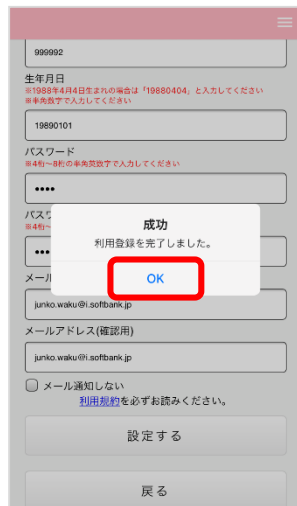 999992
生年月日
※1988年4月4日生まれの場合は「19880404」と入力してください
※半角数字で入力してください
19890101
パスワード
※4桁～8桁の半角英数字で入力してください
••••
パスワ
※4桁～
成功
利用登録を完了しました。
•••
OK
メール
junko.waku@i.softbank.jp
メールアドレス(確認用)
junko.waku@i.softbank.jp
メール通知しない
利用規約を必ずお読みください。
設定する
戻る